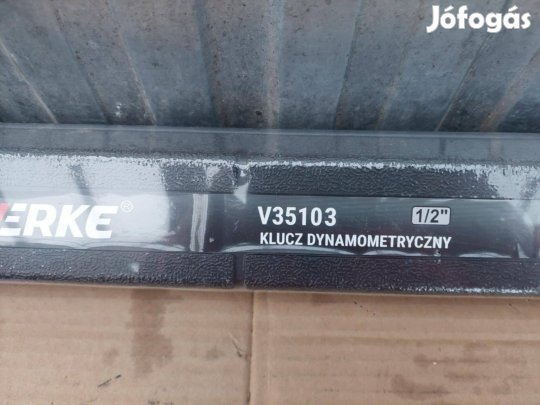 Jófogás
ERKE®
V35103 1/2"
KLUCZ DYNAMOMETRYCZNY